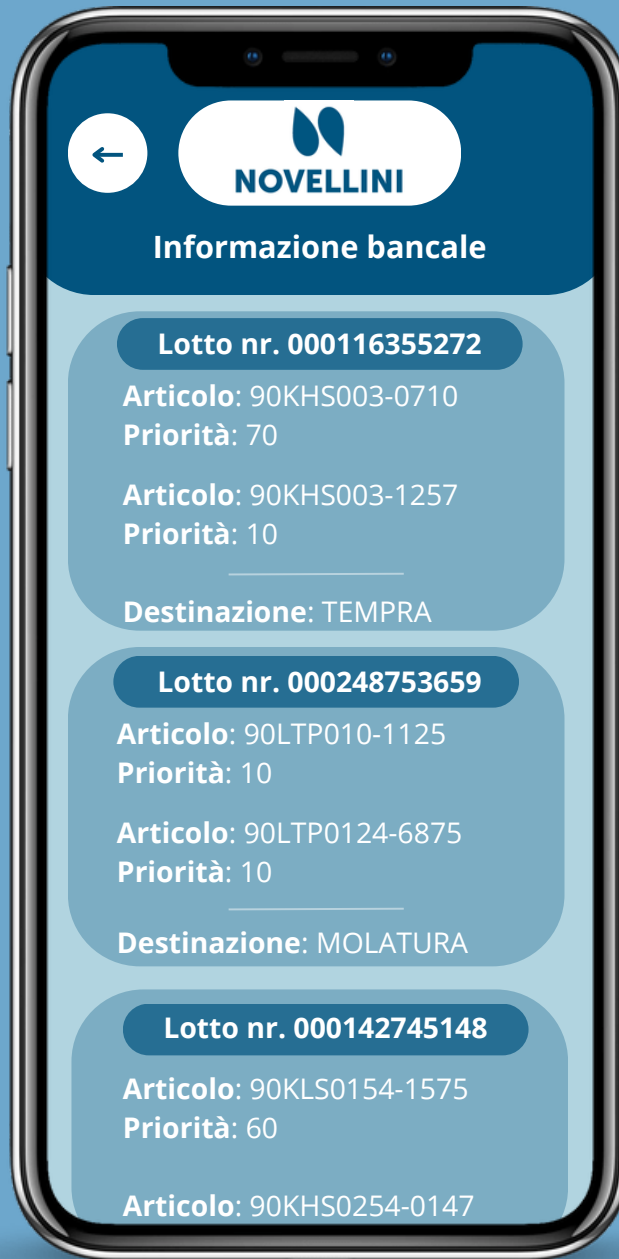 NOVELLINI
Informazione bancale
Lotto nr. 000116355272
Articolo: 90KHS003-0710
Priorità: 70
Articolo: 90KHS003-1257
Priorità: 10
Destinazione: TEMPRA
Lotto nr. 000248753659
Articolo: 90LTP010-1125
Priorità: 10
Articolo: 90LTP0124-6875
Priorità: 10
Destinazione: MOLATURA
Lotto nr. 000142745148
Articolo: 90KLS0154-1575
Priorità: 60
Articolo: 90KHS0254-0147